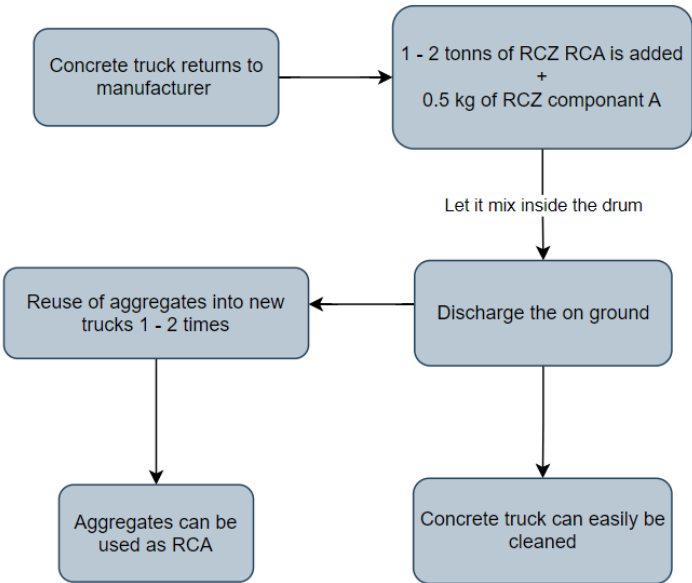 Concrete truck returns to
manufacturer
1 - 2 tonns of RCZ RCA is added
+
0.5 kg of RCZ componant A
Let it mix inside the drum
Reuse of aggregates into new
trucks 1 - 2 times
Discharge the on ground
Aggregates can be
used as RCA
Concrete truck can easily be
cleaned